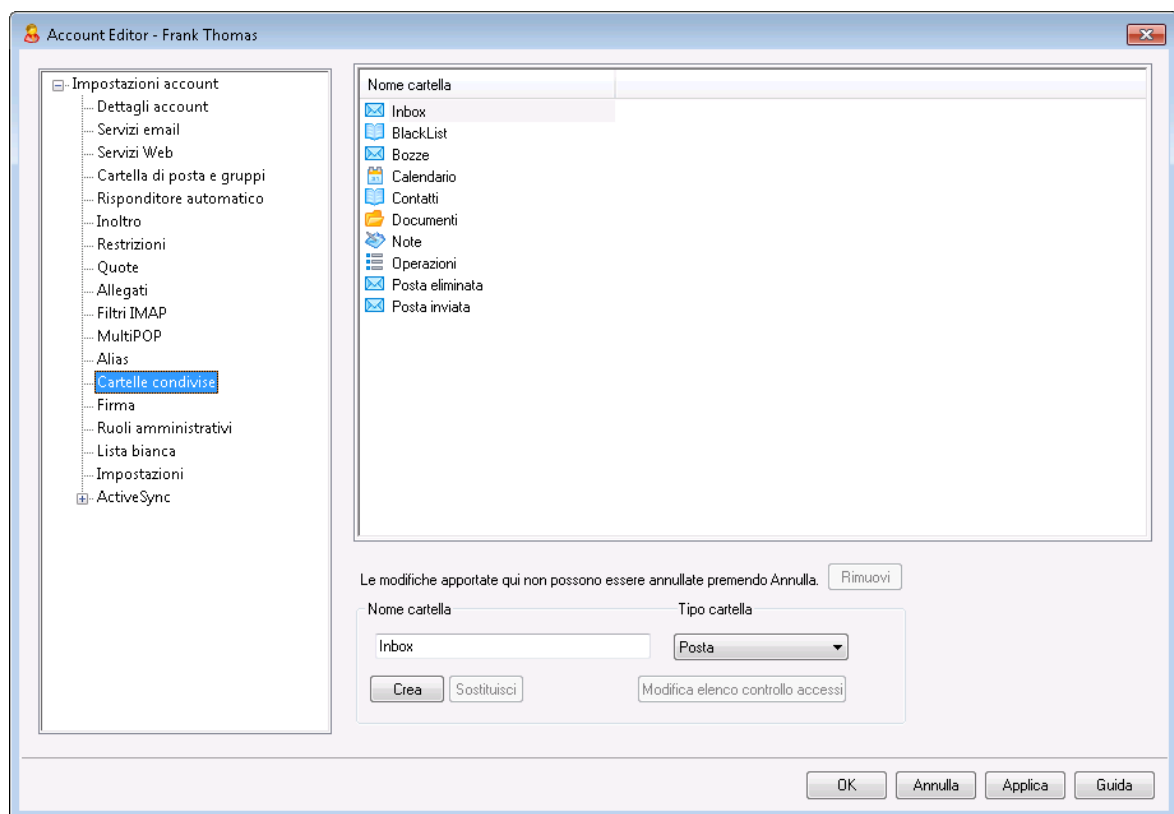 Account Editor - Frank Thomas
Impostazioni account
Dettagli account
Servizi email
Servizi Web
Cartella di posta e gruppi
Risponditore automatico
Inoltro
Restrizioni
Quote
Allegati
Filtri IMAP
MultiPOP
Alias
Cartelle condivise
Firma
Ruoli amministrativi
Lista bianca
Impostazioni
ActiveSync
Nome cartella
Inbox
BlackList
Bozze
Calendario
Contatti
Documenti
Note
Operazioni
Posta eliminata
Posta inviata
Le modifiche apportate qui non possono essere annullate premendo Annulla. Rimuovi
Nome cartella Tipo cartella
Inbox Posta
Crea Sostituisci Modifica elenco controllo accessi
OK Annulla Applica Guida